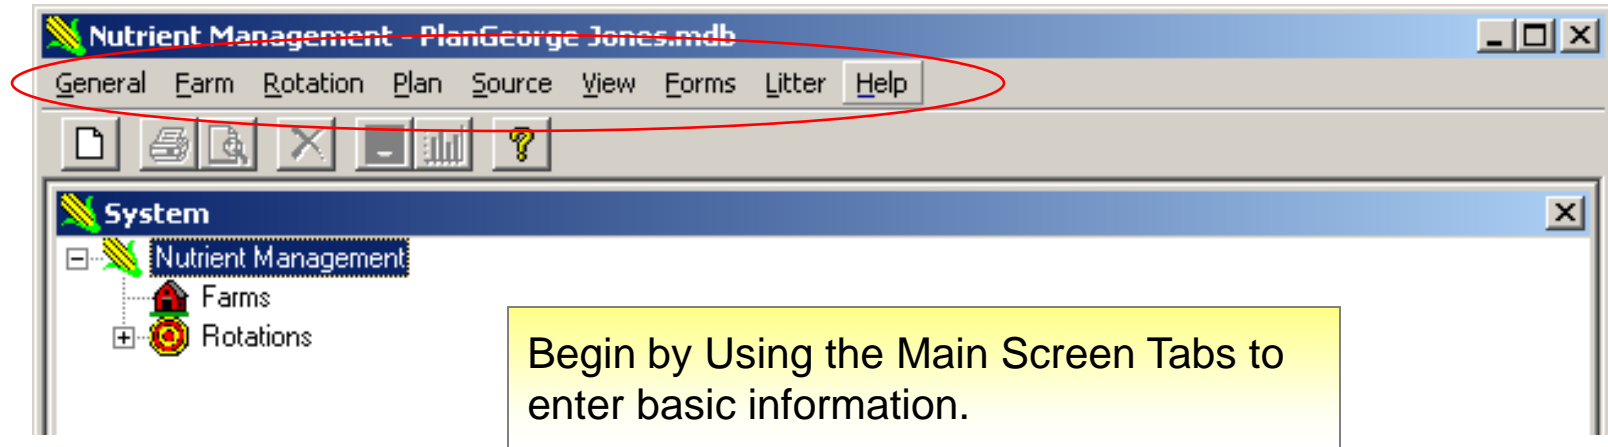 Nutrient Management - PlanGeorge Jones.mdb
General Farm Rotation Plan Source View Forms Litter Help
System
Nutrient Management
Farms
Rotations
Begin by Using the Main Screen Tabs to
enter basic information.